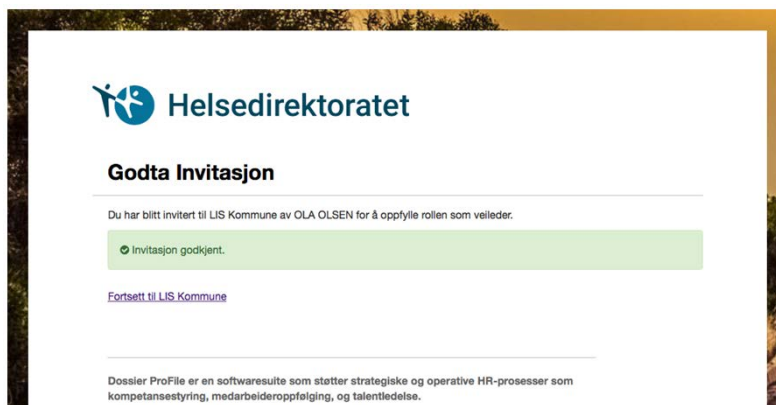 Helsedirektoratet
Godta Invitasjon
Du har blitt invitert til LIS Kommune av OLA OLSEN for å oppfylle rollen som veileder.
Invitasjon godkjent.
Fortsett til LIS Kommune
Dossier ProFile er en softwaresuite som støtter strategiske og operative HR-prosesser som
kompetansestyring, medarbeideroppfølging, og talentledelse.